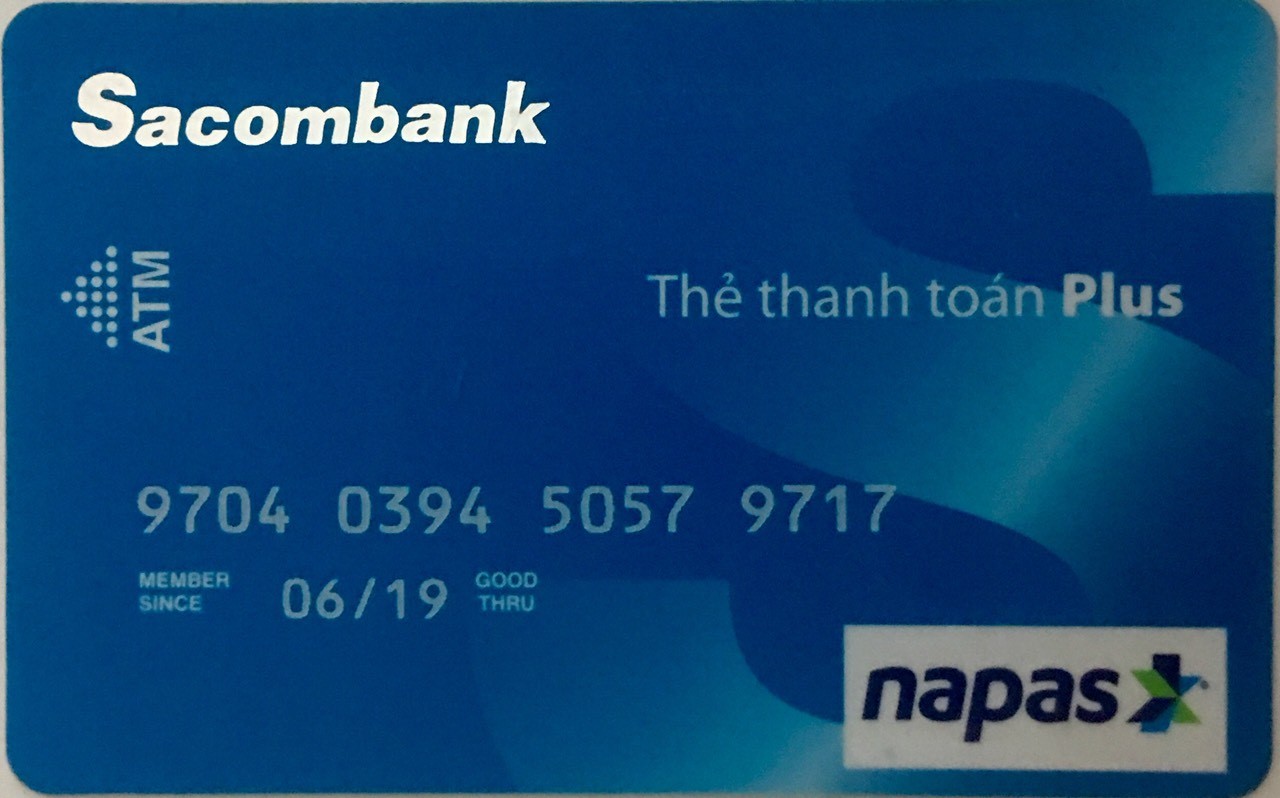 Sacombank
ATM
Thẻ thanh toán Plus
9704 0394 5057 9717
MEMBER SINCE 06/19 GOOD THRU
napas